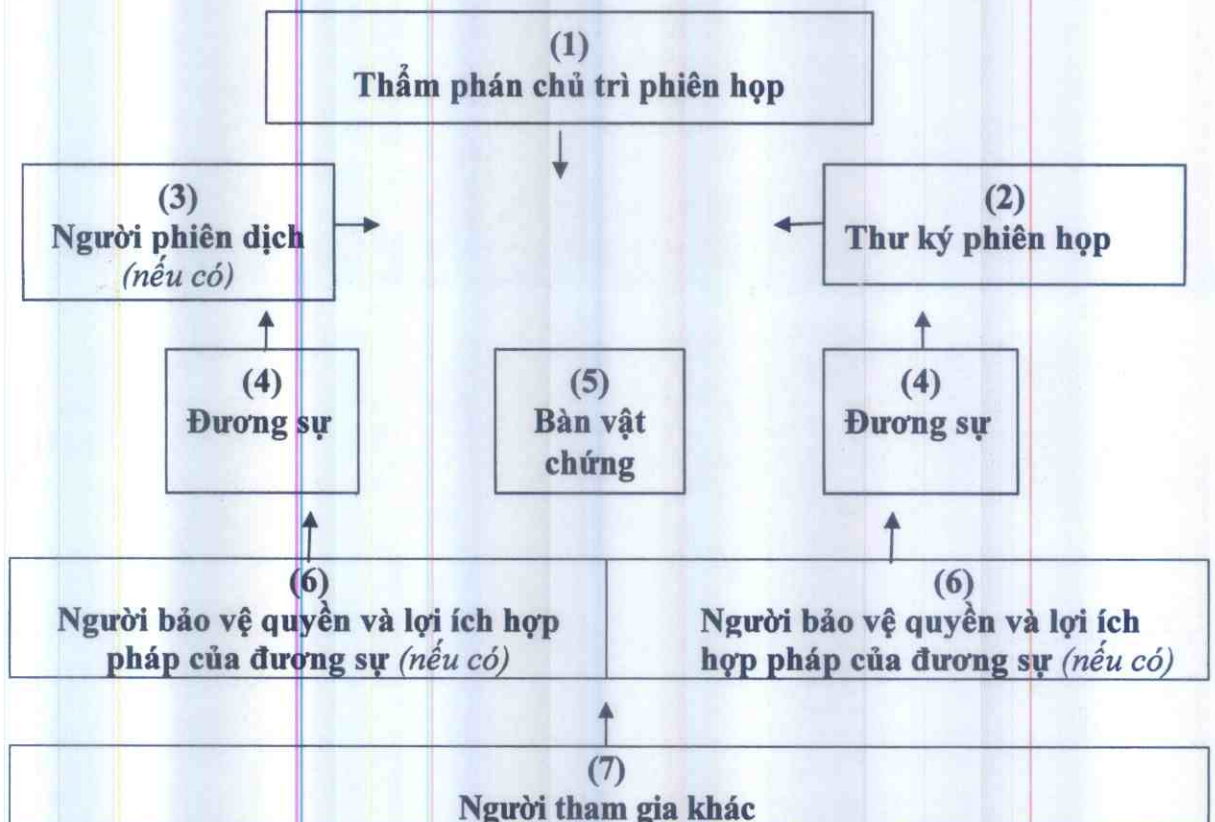 (1)
Thẩm phán chủ trì phiên họp
(3)
Người phiên dịch
(nếu có)
(2)
Thư ký phiên họp
(4)
Đương sự
(5)
Bàn vật
chứng
(4)
Đương sự
(6)
Người bảo vệ quyền và lợi ích hợp
pháp của đương sự (nếu có)
(6)
Người bảo vệ quyền và lợi ích
hợp pháp của đương sự (nếu có)
(7)
Người tham gia khác